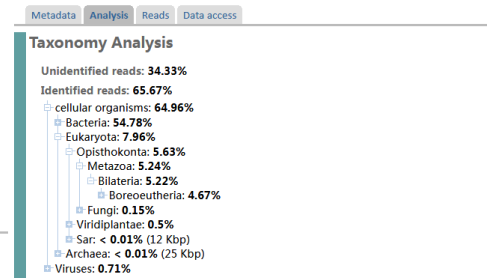 Metadata Analysis Reads Data access
Taxonomy Analysis
Unidentified reads: 34.33%
Identified reads: 65.67%
cellular organisms: 64.96%
Bacteria: 54.78%
Eukaryota: 7.96%
Opisthokonta: 5.63%
Metazoa: 5.24%
Bilateria: 5.22%
Boreoeutheria: 4.67%
Fungi: 0.15%
Viridiplantae: 0.5%
Sar: < 0.01% (12 Kbp)
Archaea: < 0.01% (25 Kbp)
Viruses: 0.71%